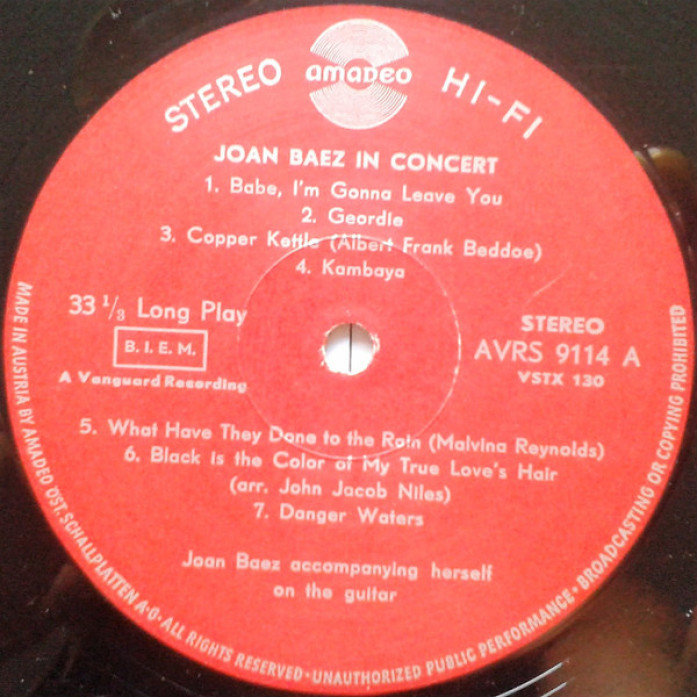 STEREO amadeo HI-FI
JOAN BAEZ IN CONCERT
1. Babe, I'm Gonna Leave You
2. Geordie
3. Copper Kettle (Albert Frank Beddoe)
4. Kambaya
33 1/3 Long Play
B. I. E. M.
A Vanguard Recording
STEREO
AVRS 9114 A
VSTX 130
5. What Have They Done to the Rain (Malvina Reynolds)
6. Black is the Color of My True Love's Hair
(arr. John Jacob Niles)
7. Danger Waters
Joan Baez accompanying herself
on the guitar
MADE IN AUSTRIA BY AMADEO ÖST. SCHALLPLATTEN A·G · ALL RIGHTS RESERVED · UNAUTHORIZED PUBLIC PERFORMANCE · BROADCASTING OR COPYING PROHIBITED